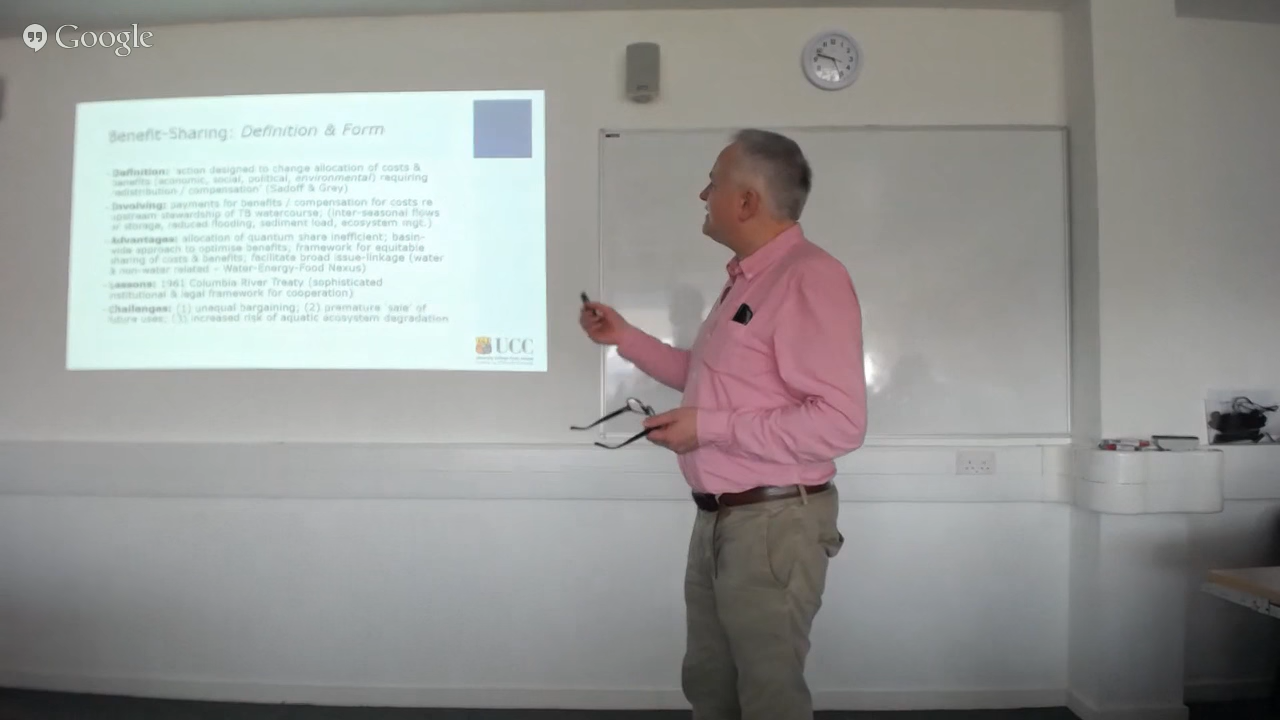 Google
Benefit-Sharing: Definition & Form
Definition: 'action designed to change allocation of costs &
benefits (economic, social, political, environmental) requiring
redistribution / compensation' (Sadoff & Grey)
Involving: payments for benefits / compensation for costs re
upstream stewardship of TB watercourse; (inter-seasonal flows
or storage, reduced flooding, sediment load, ecosystem mgt.)
Advantages: allocation of quantum share inefficient; basin-
wide approach to optimise benefits; framework for equitable
sharing of costs & benefits; facilitate broad issue-linkage (water
& non-water related – Water-Energy-Food Nexus)
Lessons: 1961 Columbia River Treaty (sophisticated
institutional & legal framework for cooperation)
Challenges: (1) unequal bargaining; (2) premature 'sale' of
future uses; (3) increased risk of aquatic ecosystem degradation
UCC